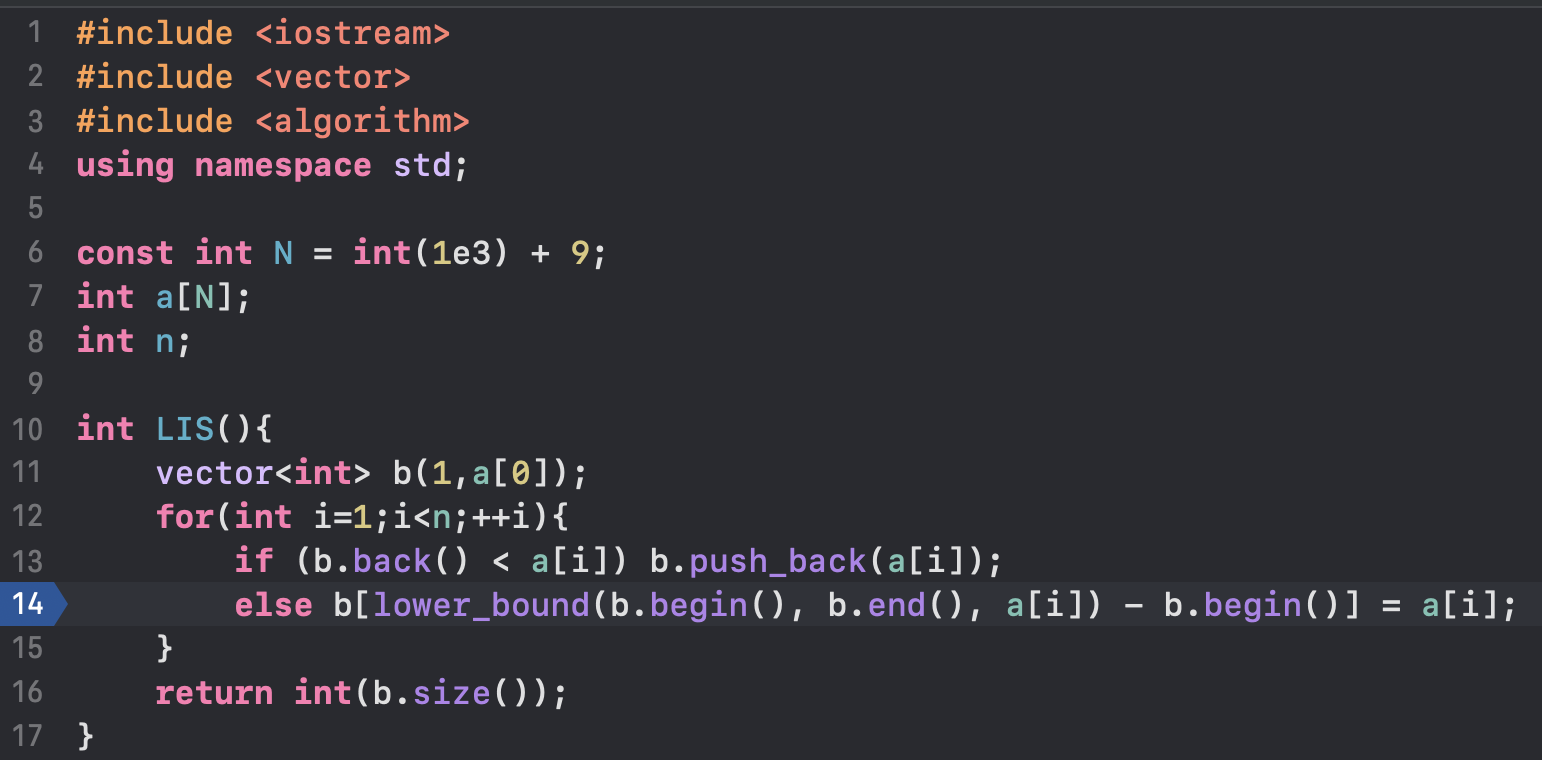 1 #include <iostream>
2 #include <vector>
3 #include <algorithm>
4 using namespace std;
5
6 const int N = int(1e3) + 9;
7 int a[N];
8 int n;
9
10 int LIS(){
11     vector<int> b(1,a[0]);
12     for(int i=1;i<n;++i){
13         if (b.back() < a[i]) b.push_back(a[i]);
14         else b[lower_bound(b.begin(), b.end(), a[i]) - b.begin()] = a[i];
15     }
16     return int(b.size());
17 }